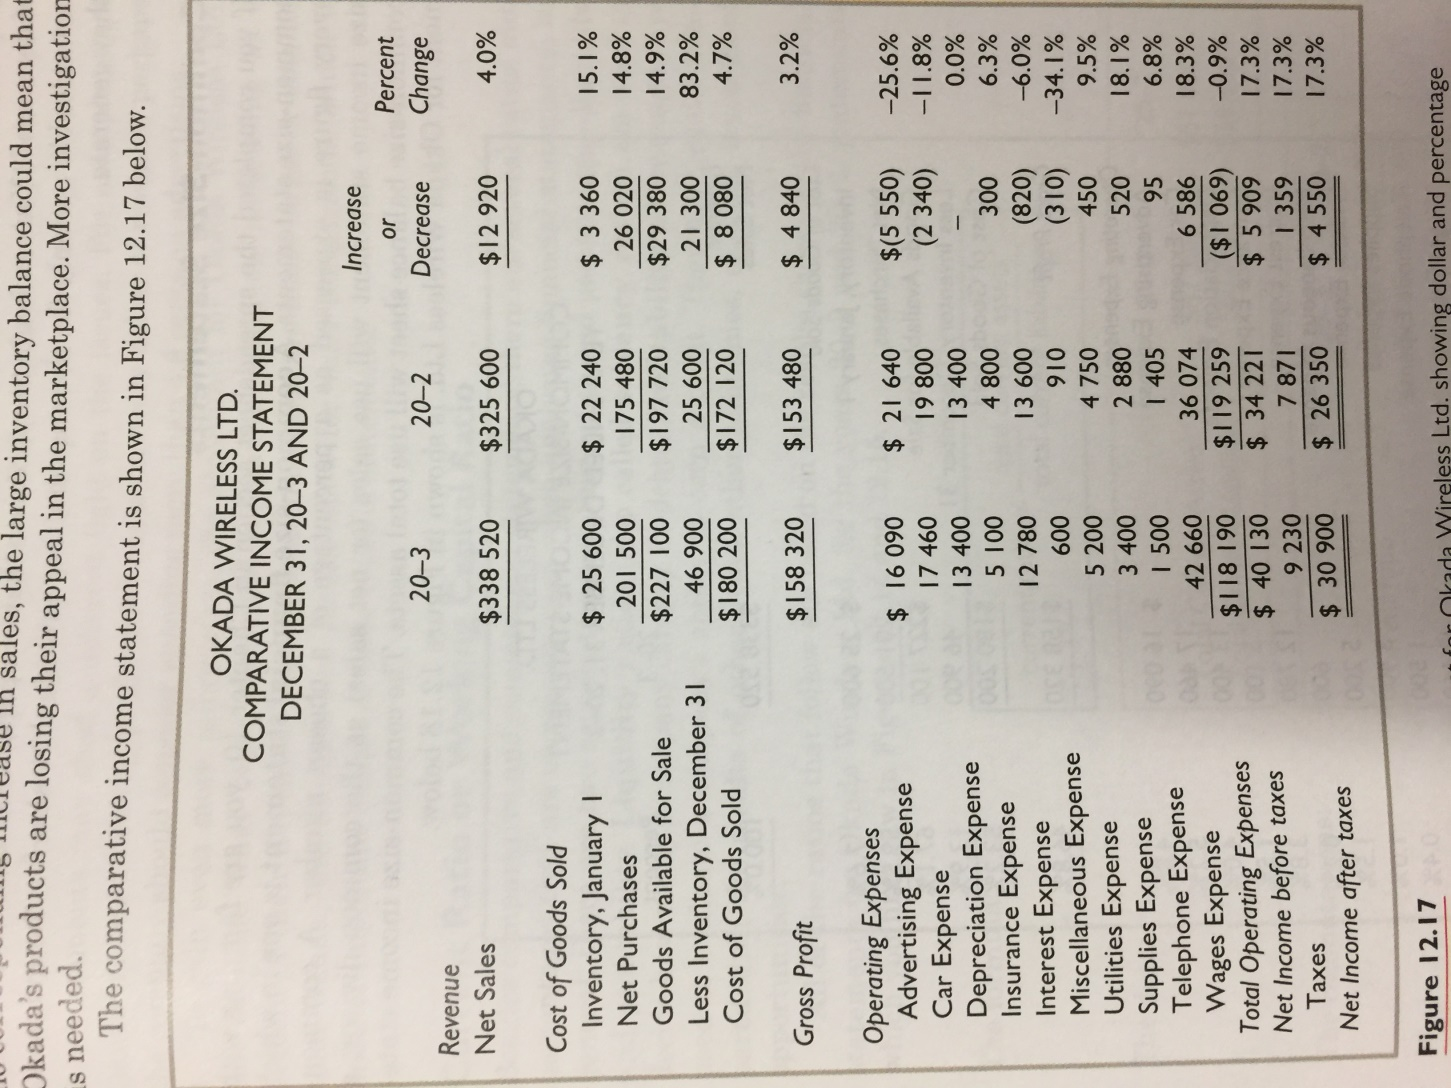 increase in sales, the large inventory balance could mean that
Okada's products are losing their appeal in the marketplace. More investigation
is needed.
The comparative income statement is shown in Figure 12.17 below.
OKADA WIRELESS LTD.
COMPARATIVE INCOME STATEMENT
DECEMBER 31, 20–3 AND 20–2
Increase
or Percent
20–3 20–2 Decrease Change
Revenue
Net Sales $338 520 $325 600 $12 920 4.0%
Cost of Goods Sold
Inventory, January 1 $ 25 600 $ 22 240 $ 3 360 15.1%
Net Purchases 201 500 175 480 26 020 14.8%
Goods Available for Sale $227 100 $197 720 $29 380 14.9%
Less Inventory, December 31 46 900 25 600 21 300 83.2%
Cost of Goods Sold $180 200 $172 120 $ 8 080 4.7%
Gross Profit $158 320 $153 480 $ 4 840 3.2%
Operating Expenses
Advertising Expense $ 16 090 $ 21 640 $(5 550) –25.6%
Car Expense 17 460 19 800 (2 340) –11.8%
Depreciation Expense 13 400 13 400 – 0.0%
Insurance Expense 5 100 4 800 300 6.3%
Interest Expense 12 780 13 600 (820) –6.0%
Miscellaneous Expense 600 910 (310) –34.1%
Utilities Expense 5 200 4 750 450 9.5%
Supplies Expense 3 400 2 880 520 18.1%
Telephone Expense 1 500 1 405 95 6.8%
Wages Expense 42 660 36 074 6 586 18.3%
Total Operating Expenses $118 190 $119 259 ($1 069) –0.9%
Net Income before taxes $ 40 130 $ 34 221 $ 5 909 17.3%
Taxes 9 230 7 871 1 359 17.3%
Net Income after taxes $ 30 900 $ 26 350 $ 4 550 17.3%
Figure 12.17
for Okada Wireless Ltd. showing dollar and percentage